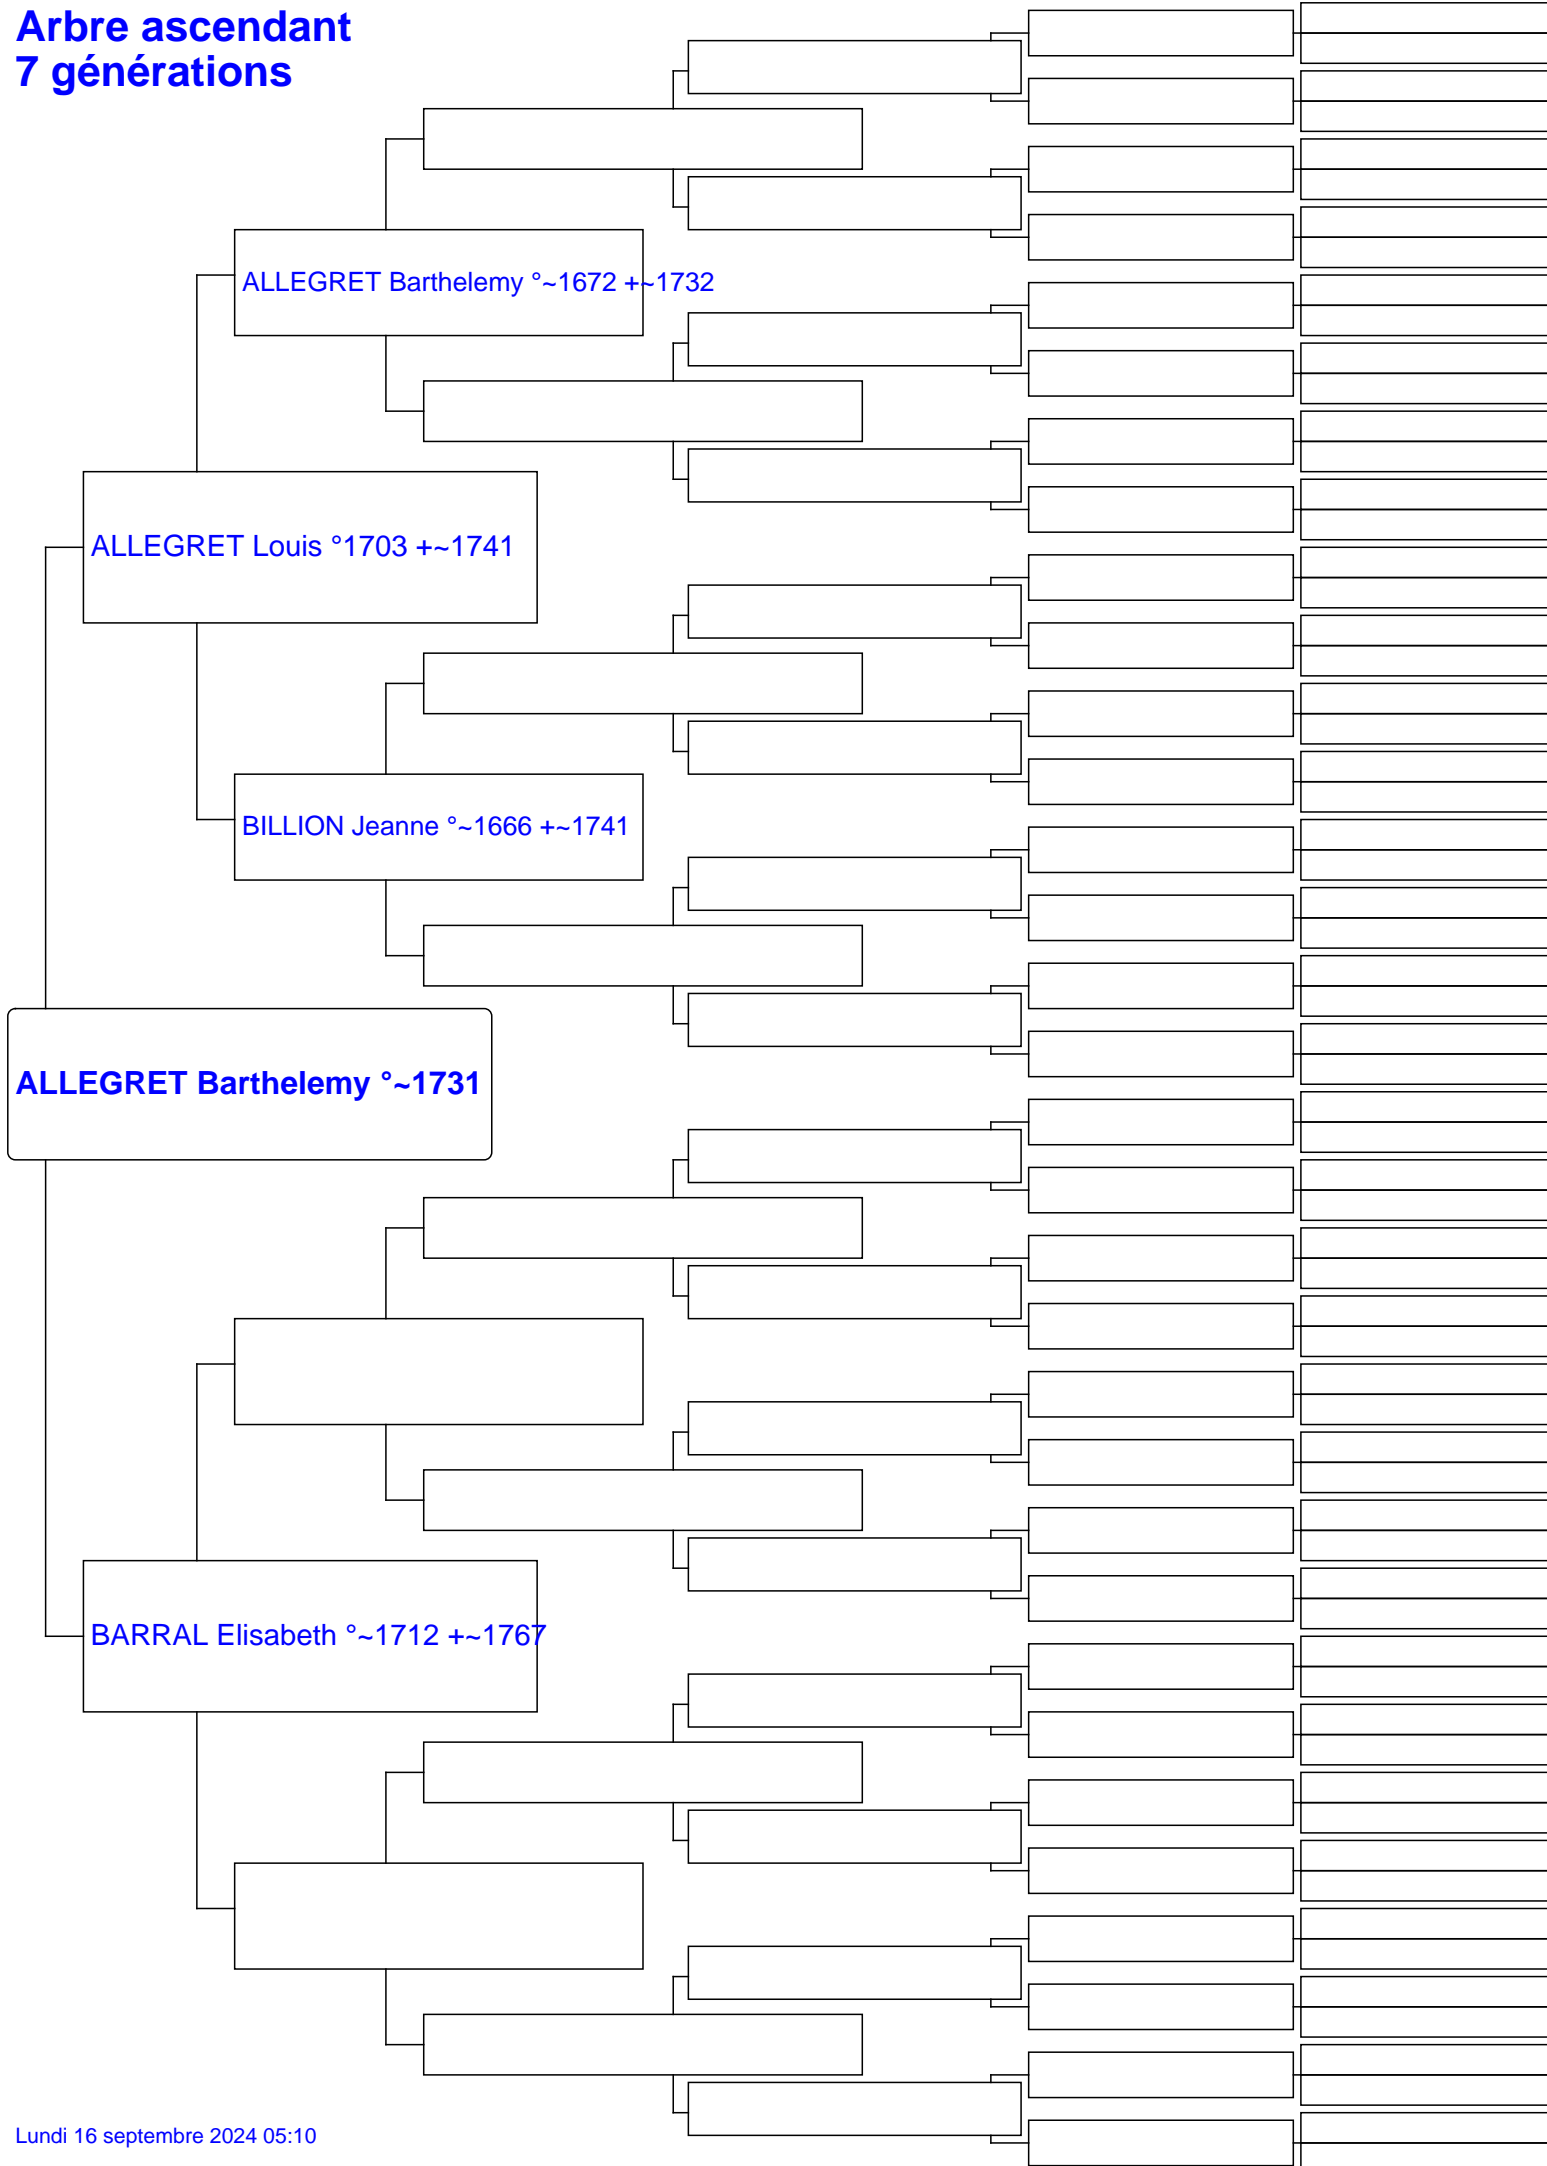 Arbre ascendant
7 générations
ALLEGRET Barthelemy °~1672 +~1732
ALLEGRET Louis °1703 +~1741
BILLION Jeanne °~1666 +~1741
ALLEGRET Barthelemy °~1731
BARRAL Elisabeth °~1712 +~1767
Lundi 16 septembre 2024 05:10